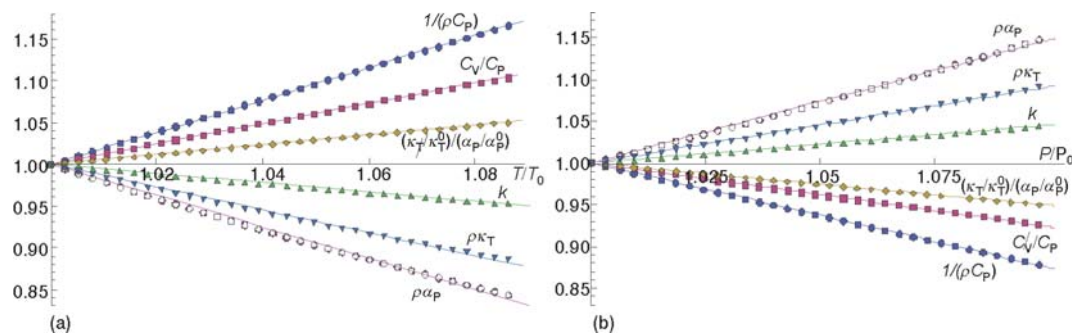 1.15
1.10
1.05
1.00
0.95
0.90
0.85
1/(ρC_P)
C_V/C_P
(κ_T/κ_T^0)/(α_P/α_P^0)
1.02 1.04 1.06 1.08 T/T_0
k
ρκ_T
ρα_P
(a)
1.15
1.10
1.05
1.00
0.95
0.90
0.85
ρα_P
ρκ_T
k
P/P_0
1.025 1.05 1.075
(κ_T/κ_T^0)/(α_P/α_P^0)
C_V/C_P
1/(ρC_P)
(b)